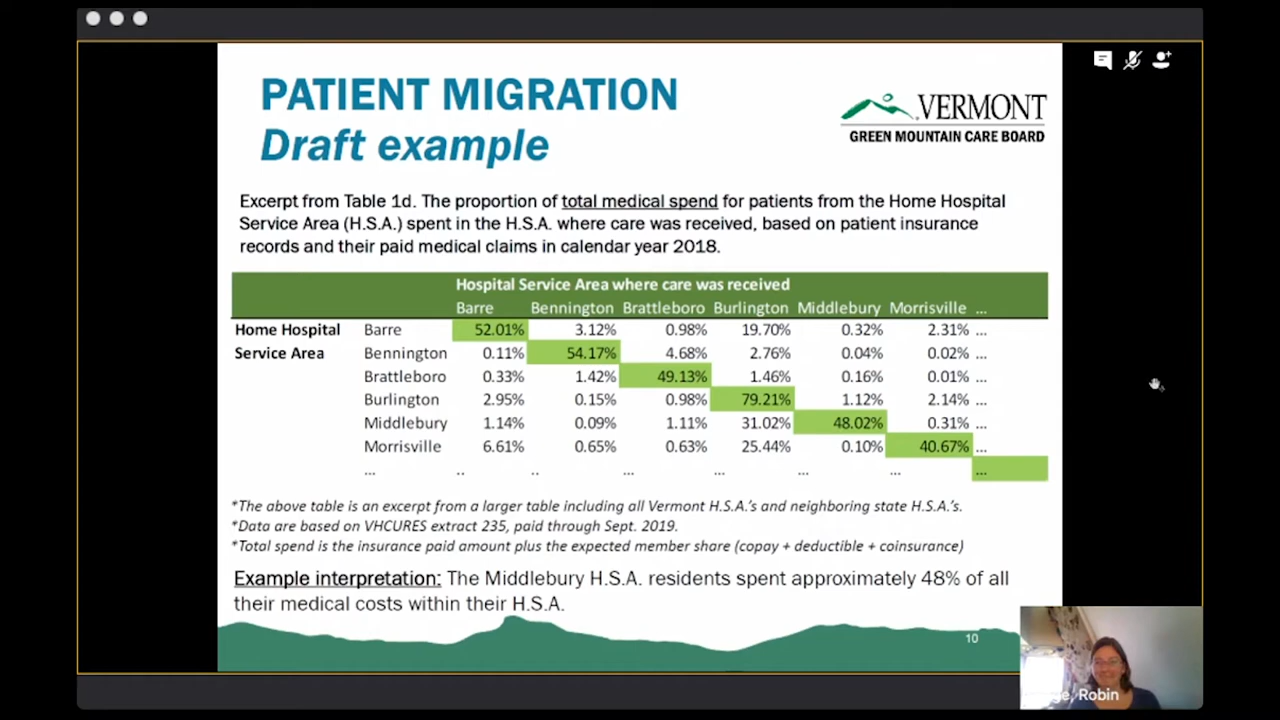 PATIENT MIGRATION
Draft example
VERMONT
GREEN MOUNTAIN CARE BOARD
Excerpt from Table 1d. The proportion of total medical spend for patients from the Home Hospital
Service Area (H.S.A.) spent in the H.S.A. where care was received, based on patient insurance
records and their paid medical claims in calendar year 2018.
Hospital Service Area where care was received
Barre Bennington Brattleboro Burlington Middlebury Morrisville ...
Home Hospital Barre 52.01% 3.12% 0.98% 19.70% 0.32% 2.31% ...
Service Area Bennington 0.11% 54.17% 4.68% 2.76% 0.04% 0.02% ...
Brattleboro 0.33% 1.42% 49.13% 1.46% 0.16% 0.01% ...
Burlington 2.95% 0.15% 0.98% 79.21% 1.12% 2.14% ...
Middlebury 1.14% 0.09% 1.11% 31.02% 48.02% 0.31% ...
Morrisville 6.61% 0.65% 0.63% 25.44% 0.10% 40.67% ...
... .. .. ... ... ... ... ...
*The above table is an excerpt from a larger table including all Vermont H.S.A.'s and neighboring state H.S.A.'s.
*Data are based on VHCURES extract 235, paid through Sept. 2019.
*Total spend is the insurance paid amount plus the expected member share (copay + deductible + coinsurance)
Example interpretation: The Middlebury H.S.A. residents spent approximately 48% of all
their medical costs within their H.S.A.
10
Robin